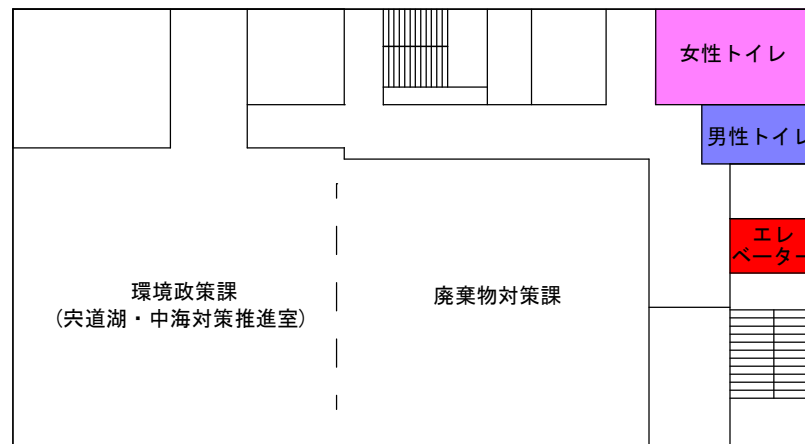 女性トイレ
男性トイレ
エレ
ベーター
環境政策課
(宍道湖・中海対策推進室)
廃棄物対策課